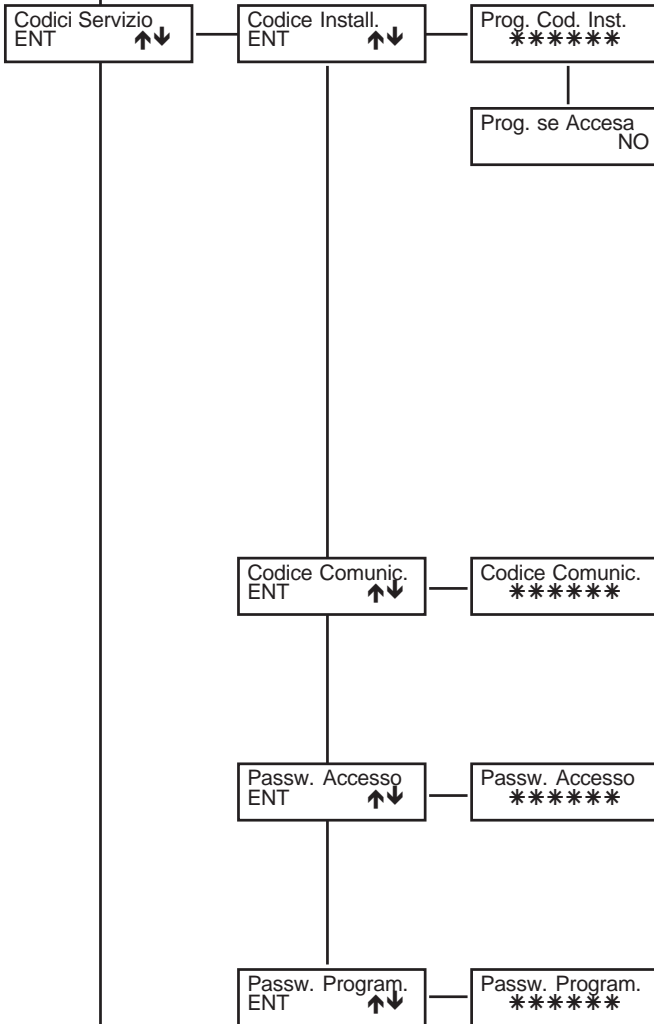 Codici Servizio
ENT ↑↓
Codice Install.
ENT ↑↓
Prog. Cod. Inst.
✳✳✳✳✳✳
Prog. se Accesa
NO
Codice Comunic.
ENT ↑↓
Codice Comunic.
✳✳✳✳✳✳
Passw. Accesso
ENT ↑↓
Passw. Accesso
✳✳✳✳✳✳
Passw. Program.
ENT ↑↓
Passw. Program.
✳✳✳✳✳✳